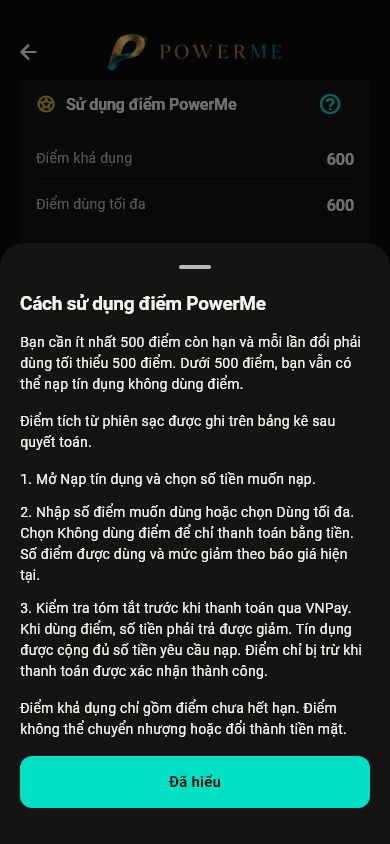 POWERME
Sử dụng điểm PowerMe
Điểm khả dụng 600
Điểm dùng tối đa 600
Cách sử dụng điểm PowerMe
Bạn cần ít nhất 500 điểm còn hạn và mỗi lần đổi phải
dùng tối thiểu 500 điểm. Dưới 500 điểm, bạn vẫn có
thể nạp tín dụng không dùng điểm.
Điểm tích từ phiên sạc được ghi trên bảng kê sau
quyết toán.
1. Mở Nạp tín dụng và chọn số tiền muốn nạp.
2. Nhập số điểm muốn dùng hoặc chọn Dùng tối đa.
Chọn Không dùng điểm để chỉ thanh toán bằng tiền.
Số điểm được dùng và mức giảm theo báo giá hiện
tại.
3. Kiểm tra tóm tắt trước khi thanh toán qua VNPay.
Khi dùng điểm, số tiền phải trả được giảm. Tín dụng
được cộng đủ số tiền yêu cầu nạp. Điểm chỉ bị trừ khi
thanh toán được xác nhận thành công.
Điểm khả dụng chỉ gồm điểm chưa hết hạn. Điểm
không thể chuyển nhượng hoặc đổi thành tiền mặt.
Đã hiểu